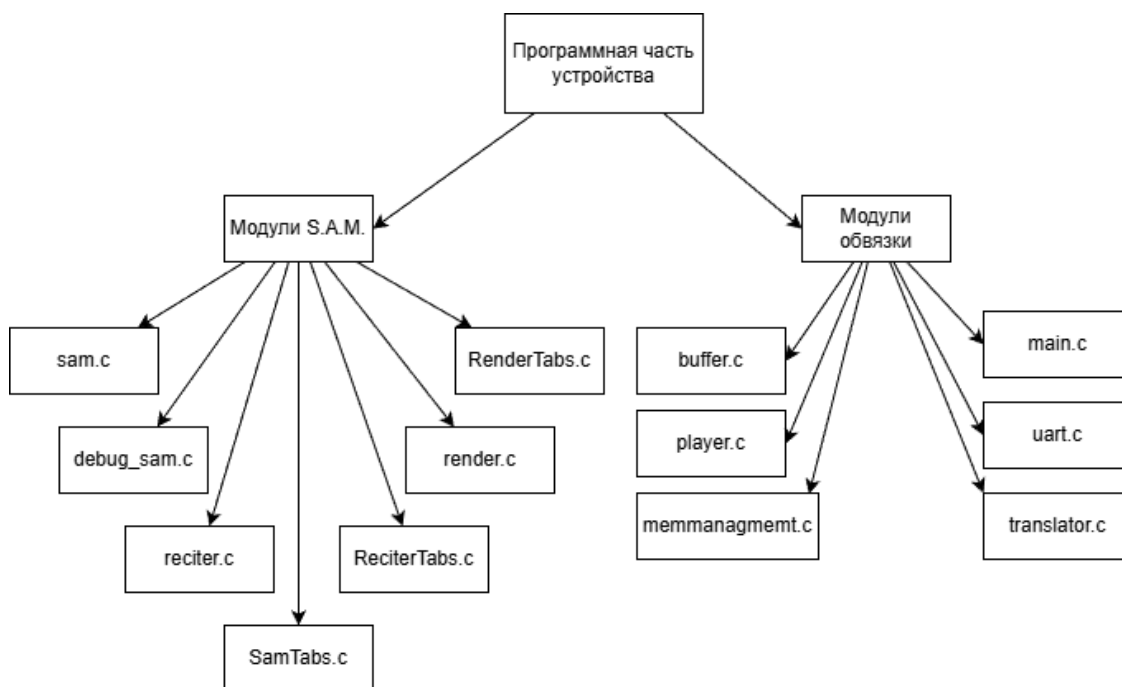 Программная часть
устройства
Модули S.A.M.
Модули
обвязки
sam.c
RenderTabs.c
buffer.c
main.c
debug_sam.c
render.c
player.c
uart.c
memmanagmemt.c
translator.c
reciter.c
ReciterTabs.c
SamTabs.c